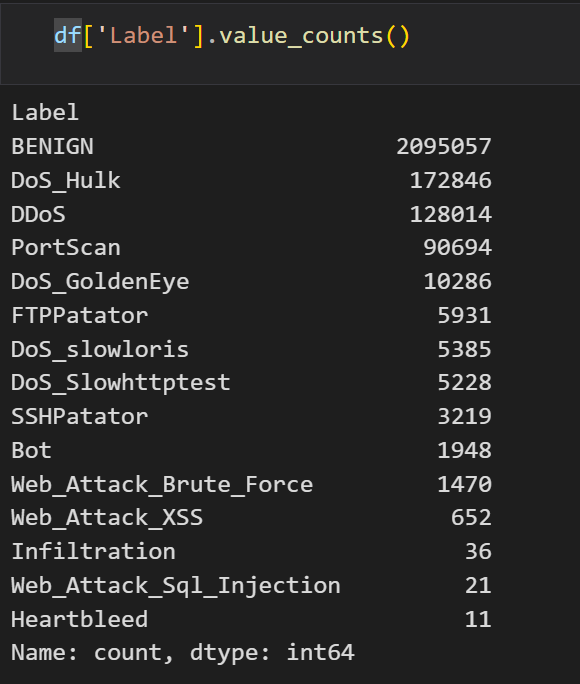 df['Label'].value_counts()
Label
BENIGN 2095057
DoS_Hulk 172846
DDoS 128014
PortScan 90694
DoS_GoldenEye 10286
FTPPatator 5931
DoS_slowloris 5385
DoS_Slowhttptest 5228
SSHPatator 3219
Bot 1948
Web_Attack_Brute_Force 1470
Web_Attack_XSS 652
Infiltration 36
Web_Attack_Sql_Injection 21
Heartbleed 11
Name: count, dtype: int64